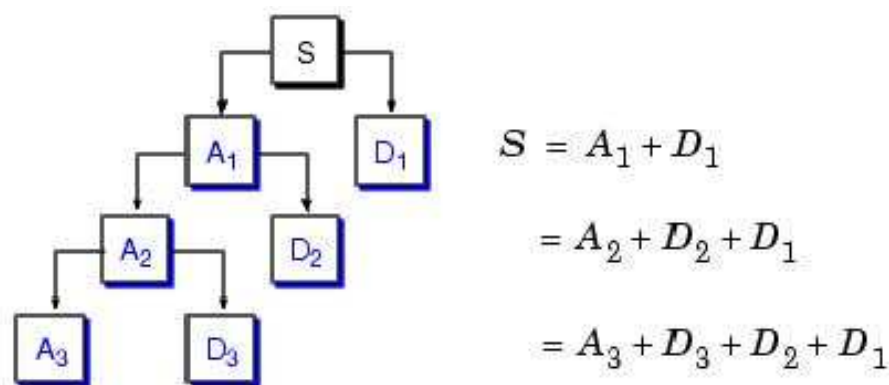 S
A₁ D₁
A₂ D₂
A₃ D₃
S = A₁ + D₁
= A₂ + D₂ + D₁
= A₃ + D₃ + D₂ + D₁